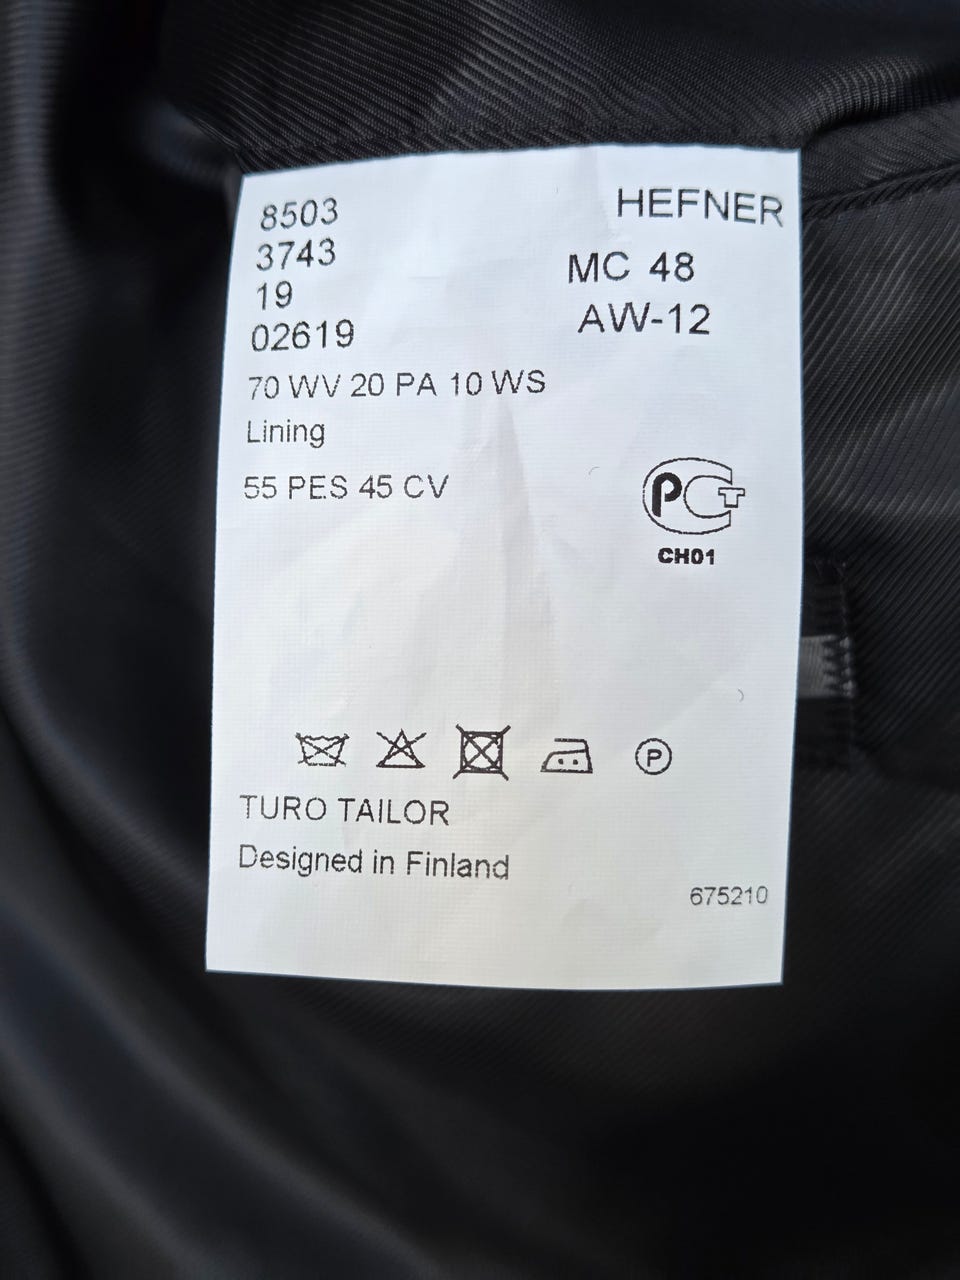 8503
HEFNER
3743
MC 48
19
AW-12
02619
70 WV 20 PA 10 WS
Lining
55 PES 45 CV
РСТ
CH01
P
TURO TAILOR
Designed in Finland
675210